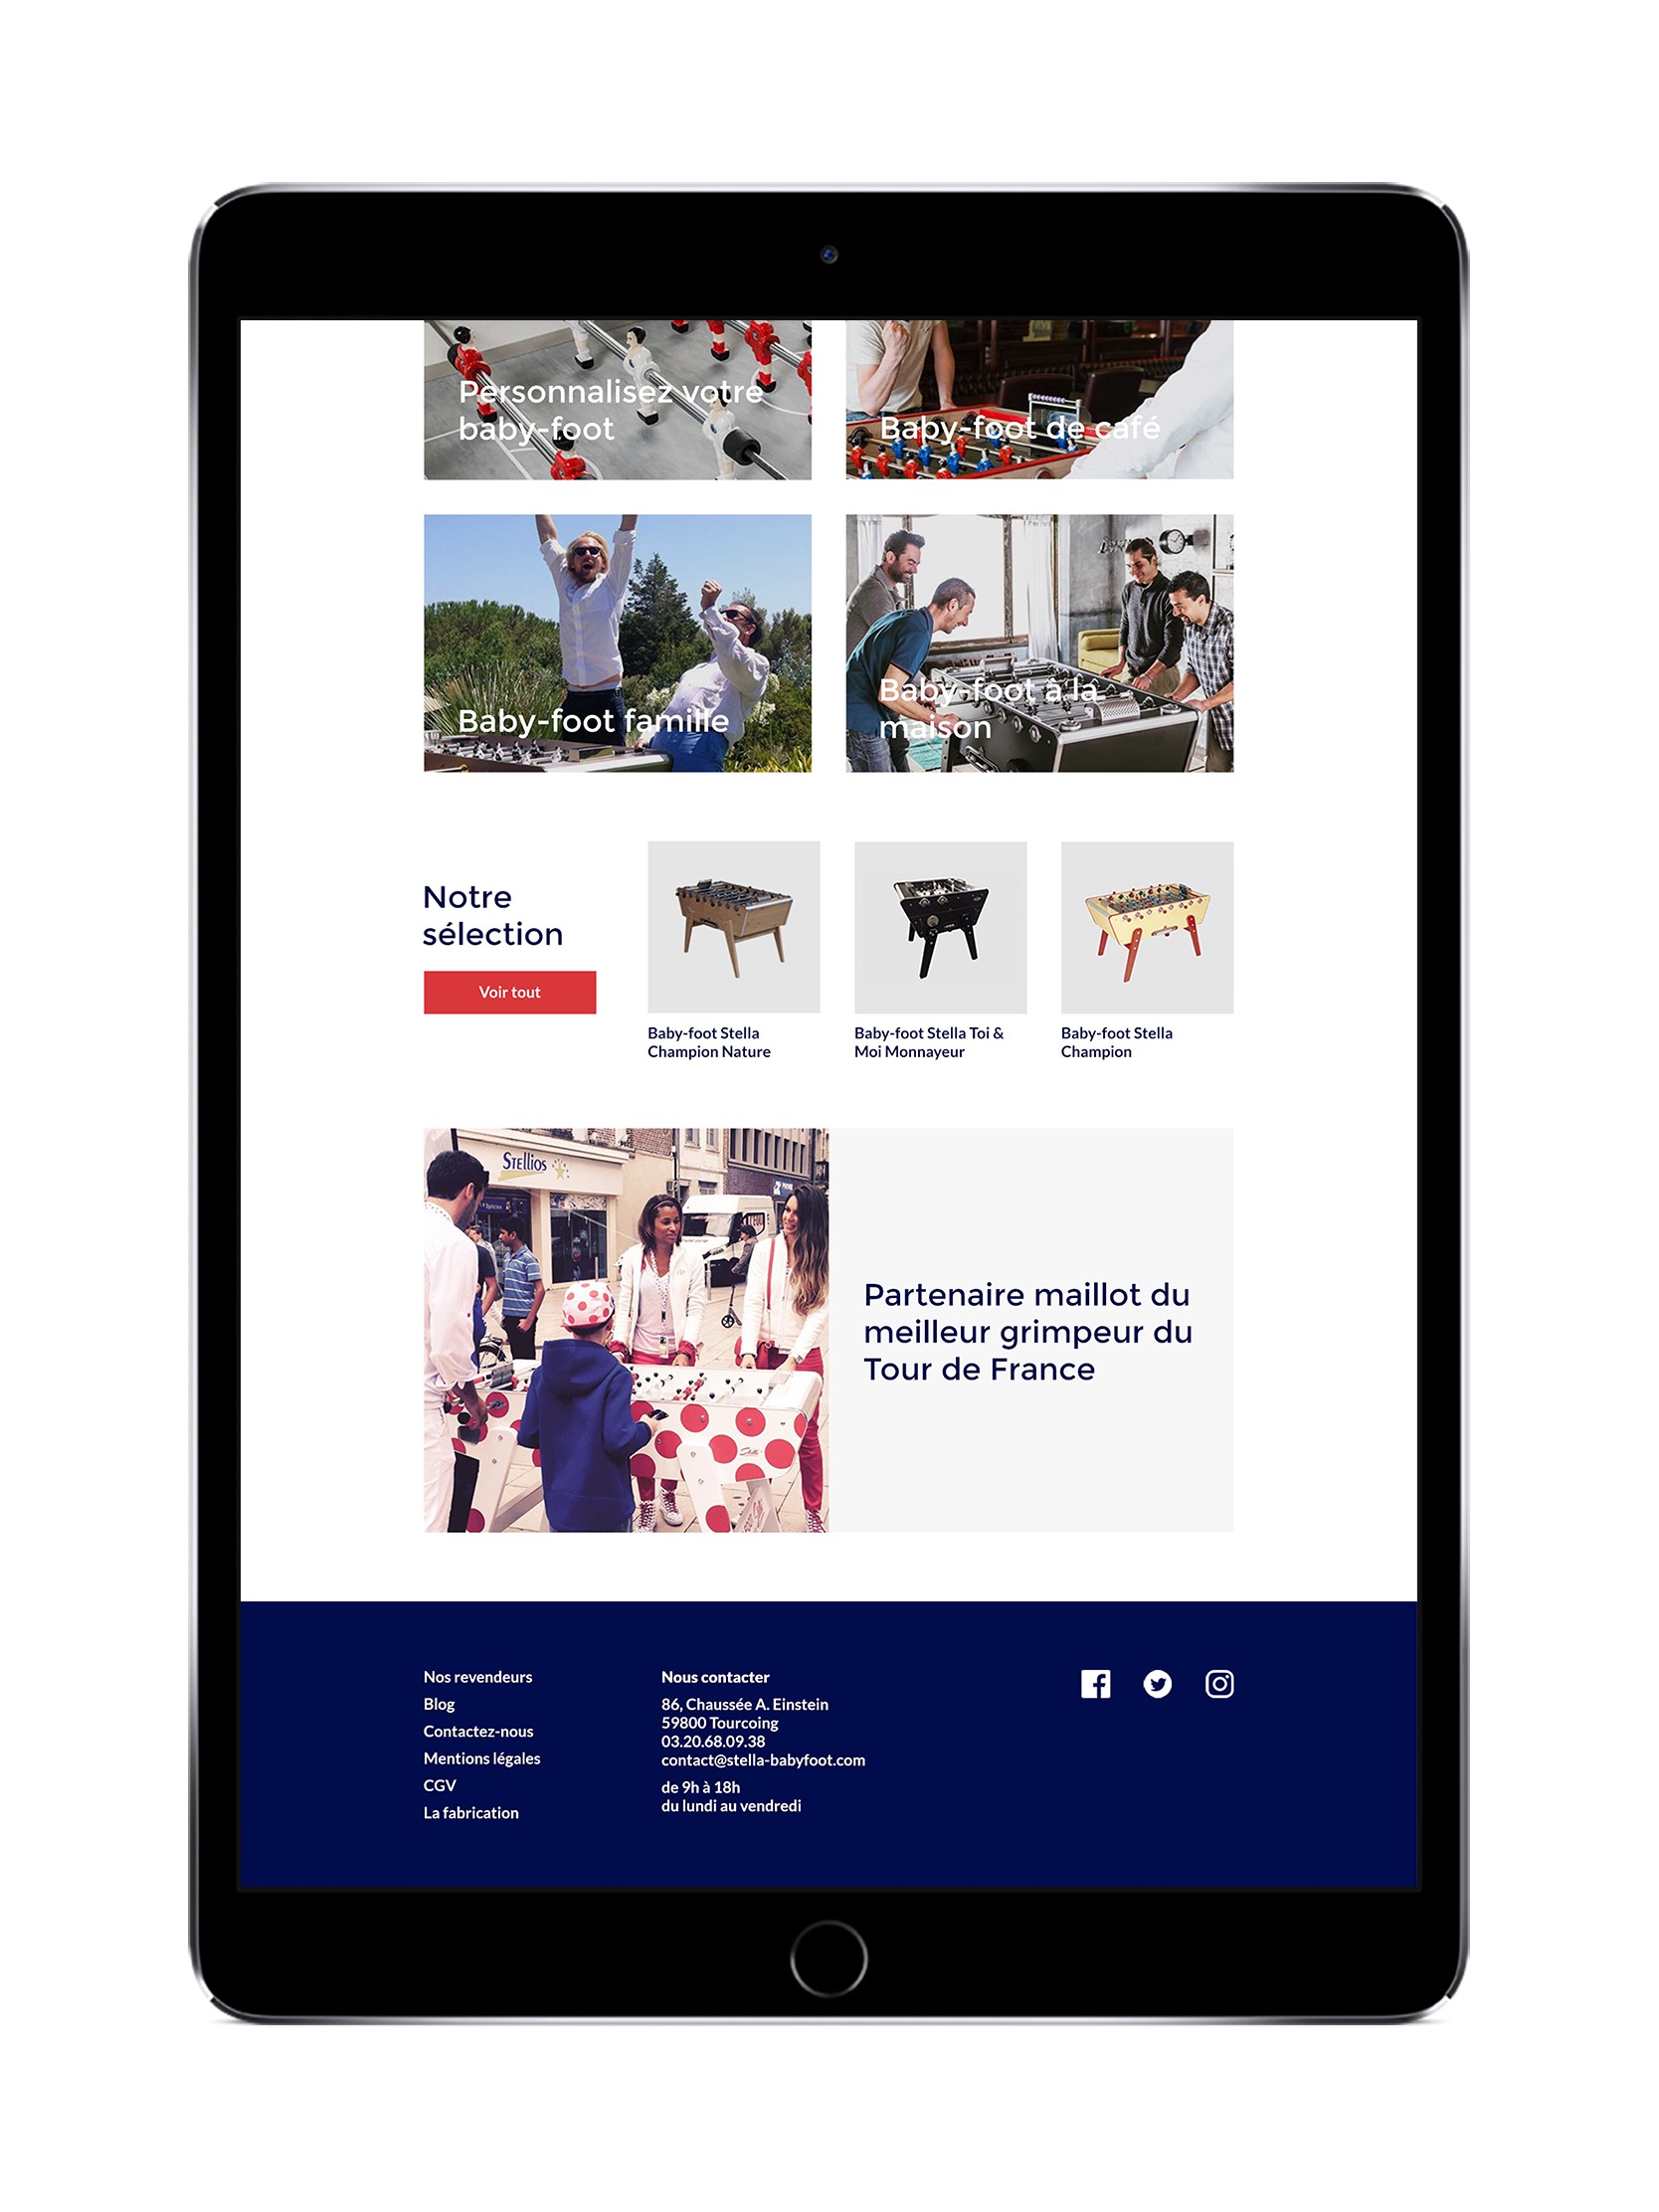 Personnalisez votre
baby-foot
Baby-foot de café
Baby-foot famille
Baby-foot à la
maison
Notre
sélection
Voir tout
Baby-foot Stella
Champion Nature
Baby-foot Stella Toi &
Moi Monnayeur
Baby-foot Stella
Champion
STELLIOS
Partenaire maillot du
meilleur grimpeur du
Tour de France
Nos revendeurs
Blog
Contactez-nous
Mentions légales
CGV
La fabrication
Nous contacter
86, Chaussée A. Einstein
59800 Tourcoing
03.20.68.09.38
contact@stella-babyfoot.com
de 9h à 18h
du lundi au vendredi